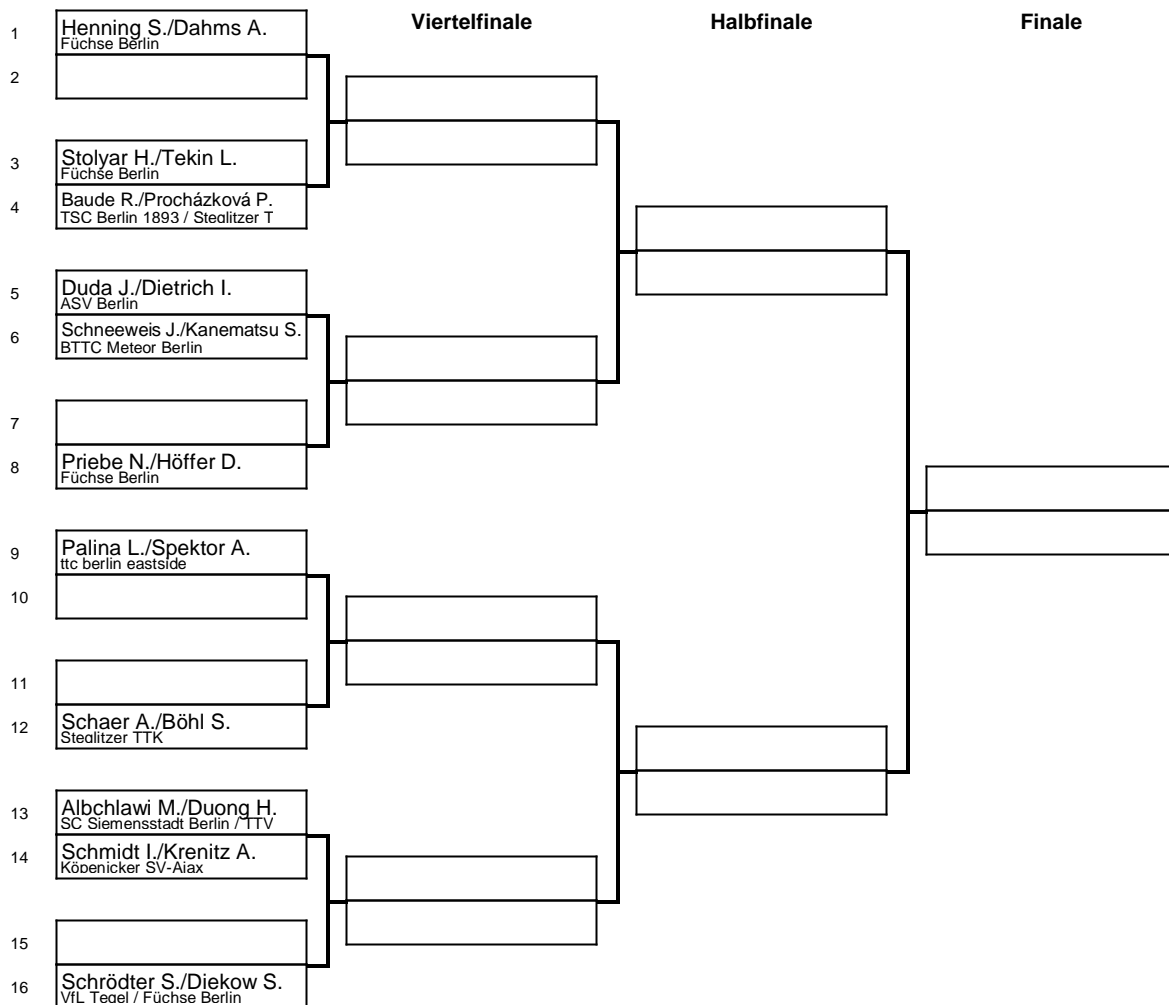 Viertelfinale Halbfinale Finale
1 Henning S./Dahms A.
Füchse Berlin
2
3 Stolyar H./Tekin L.
Füchse Berlin
4 Baude R./Procházková P.
TSC Berlin 1893 / Steglitzer T
5 Duda J./Dietrich I.
ASV Berlin
6 Schneeweis J./Kanematsu S.
BTTC Meteor Berlin
7
8 Priebe N./Höffer D.
Füchse Berlin
9 Palina L./Spektor A.
ttc berlin eastside
10
11
12 Schaer A./Böhl S.
Steglitzer TTK
13 Albchlawi M./Duong H.
SC Siemensstadt Berlin / TTV
14 Schmidt I./Krenitz A.
Köpenicker SV-Ajax
15
16 Schrödter S./Diekow S.
VfL Tegel / Füchse Berlin